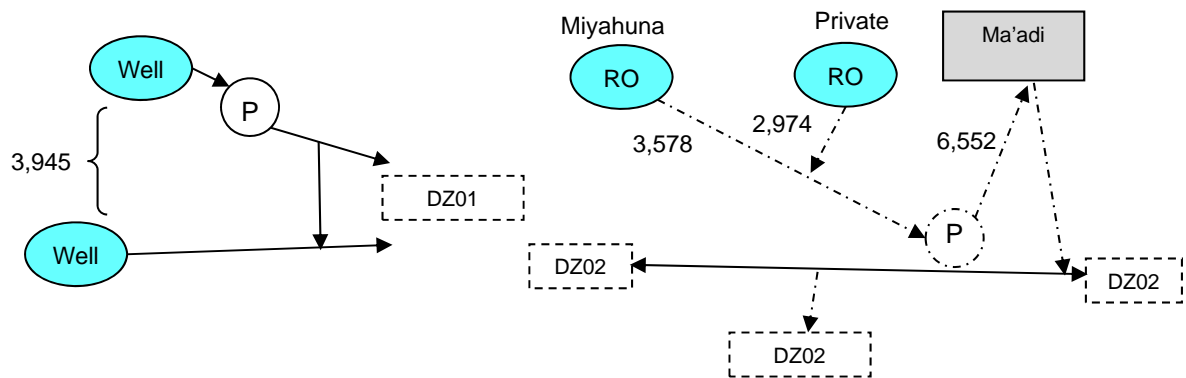 Well
P
3,945
DZ01
Well
Miyahuna
RO
Private
RO
Ma’adi
2,974
3,578
6,552
P
DZ02
DZ02
DZ02